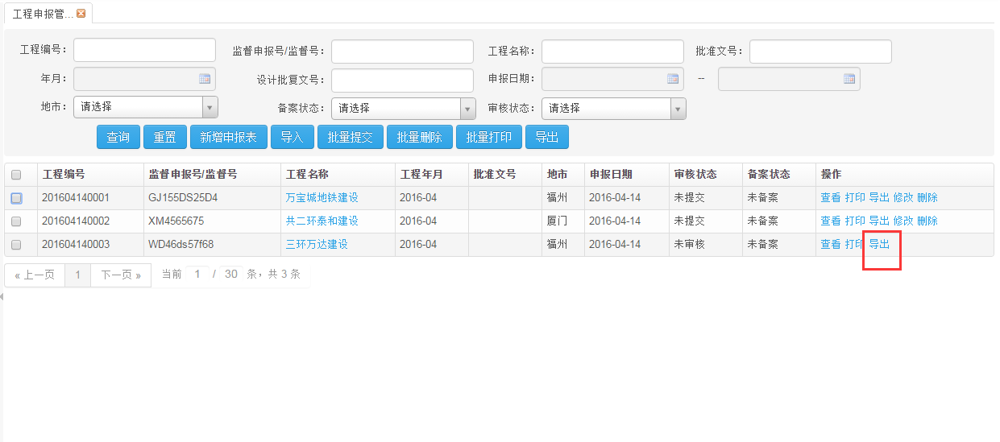 工程申报管...
工程编号： 监督申报号/监督号： 工程名称： 批准文号：
年月： 设计批复文号： 申报日期： --
地市： 请选择 备案状态： 请选择 审核状态： 请选择
查询 重置 新增申报表 导入 批量提交 批量删除 批量打印 导出
工程编号 监督申报号/监督号 工程名称 工程年月 批准文号 地市 申报日期 审核状态 备案状态 操作
201604140001 GJ155DS25D4 万宝城地铁建设 2016-04 福州 2016-04-14 未提交 未备案 查看 打印 导出 修改 删除
201604140002 XM4565675 共二环泰和建设 2016-04 厦门 2016-04-14 未提交 未备案 查看 打印 导出 修改 删除
201604140003 WD46ds57f68 三环万达建设 2016-04 福州 2016-04-14 未审核 未备案 查看 打印 导出
« 上一页 1 下一页 » 当前 1 / 30 条，共 3 条